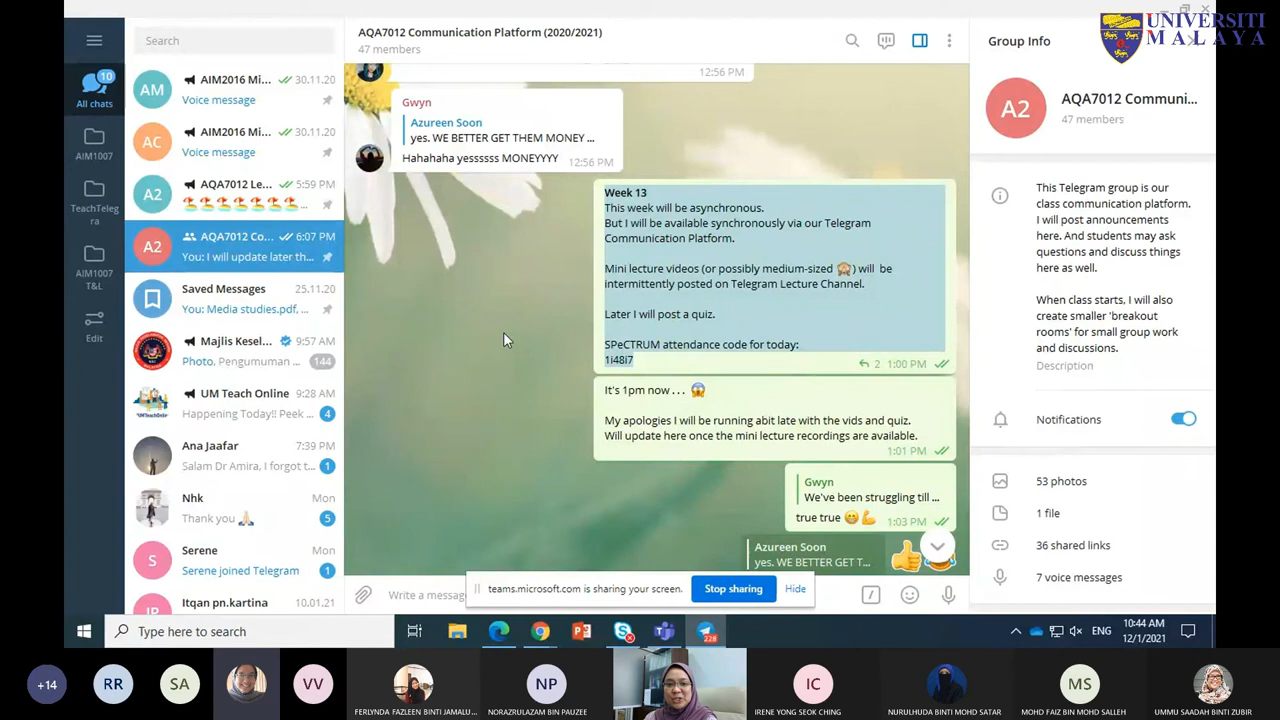 UNIVERSITI
MALAYA
Search
10
All chats
AIM1007
TeachTeleg
ra
AIM1007
T&L
Edit
AM
AIM2016 Mi... 30.11.20
Voice message
AC
AIM2016 Mi... 30.11.20
Voice message
A2
AQA7012 Le... 5:59 PM
A2
AQA7012 Co... 6:07 PM
You: I will update later th...
Saved Messages 25.11.20
You: Media studies.pdf, ...
Majlis Kesel... 9:57 AM
Photo, Pengumuman ... 144
UM Teach Online 9:28 AM
Happening Today!! Peek ... 4
Ana Jaafar 7:39 PM
Salam Dr Amira, I forgot t... 1
Nhk Mon
Thank you 🙏🏻 5
S
Serene Mon
Serene joined Telegram 1
IP
Itqan pn.kartina 10.01.21
AQA7012 Communication Platform (2020/2021)
47 members
12:56 PM
Gwyn
Azureen Soon
yes. WE BETTER GET THEM MONEY ...
Hahahaha yessssss MONEYYYY 12:56 PM
Week 13
This week will be asynchronous.
But I will be available synchronously via our Telegram
Communication Platform.
Mini lecture videos (or possibly medium-sized 🙈) will be
intermittently posted on Telegram Lecture Channel.
Later I will post a quiz.
SPeCTRUM attendance code for today:
1i48i7
2 1:00 PM
It's 1pm now . . . 😱
My apologies I will be running abit late with the vids and quiz.
Will update here once the mini lecture recordings are available.
1:01 PM
Gwyn
We've been struggling till ...
true true 😁💪 1:03 PM
Azureen Soon
yes. WE BETTER GET T...
Write a message
teams.microsoft.com is sharing your screen. Stop sharing Hide
Group Info
A2
AQA7012 Communi...
47 members
This Telegram group is our
class communication platform.
I will post announcements
here. And students may ask
questions and discuss things
here as well.
When class starts, I will also
create smaller 'breakout
rooms' for small group work
and discussions.
Description
Notifications
53 photos
1 file
36 shared links
7 voice messages
Type here to search
228
ENG
10:44 AM
12/1/2021
+14
RR
SA
VV
FERLYNDA FAZLEEN BINTI JAMALU...
NP
NORAZRULAZAM BIN PAUZEE
IC
IRENE YONG SEOK CHING
NURULHUDA BINTI MOHD SATAR
MS
MOHD FAIZ BIN MOHD SALLEH
UMMU SAADAH BINTI ZUBIR